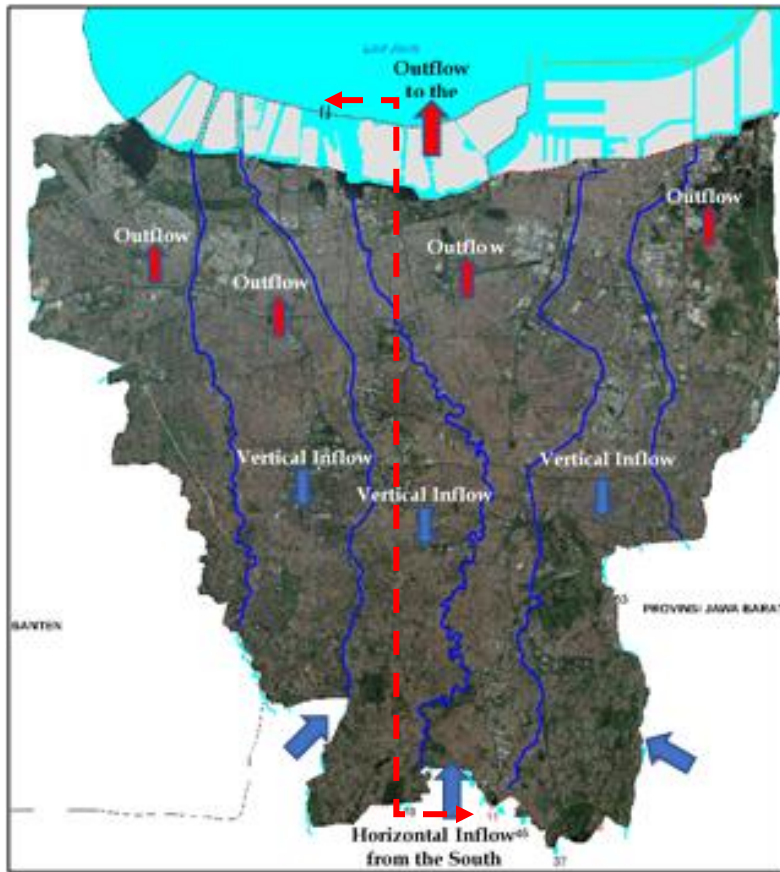 Outflow
to the
Outflow
Outflow
Outflow
Outflow
Vertical Inflow
Vertical Inflow
Vertical Inflow
PROVINSI JAWA BARAT
BANTEN
Horizontal Inflow
from the South
37